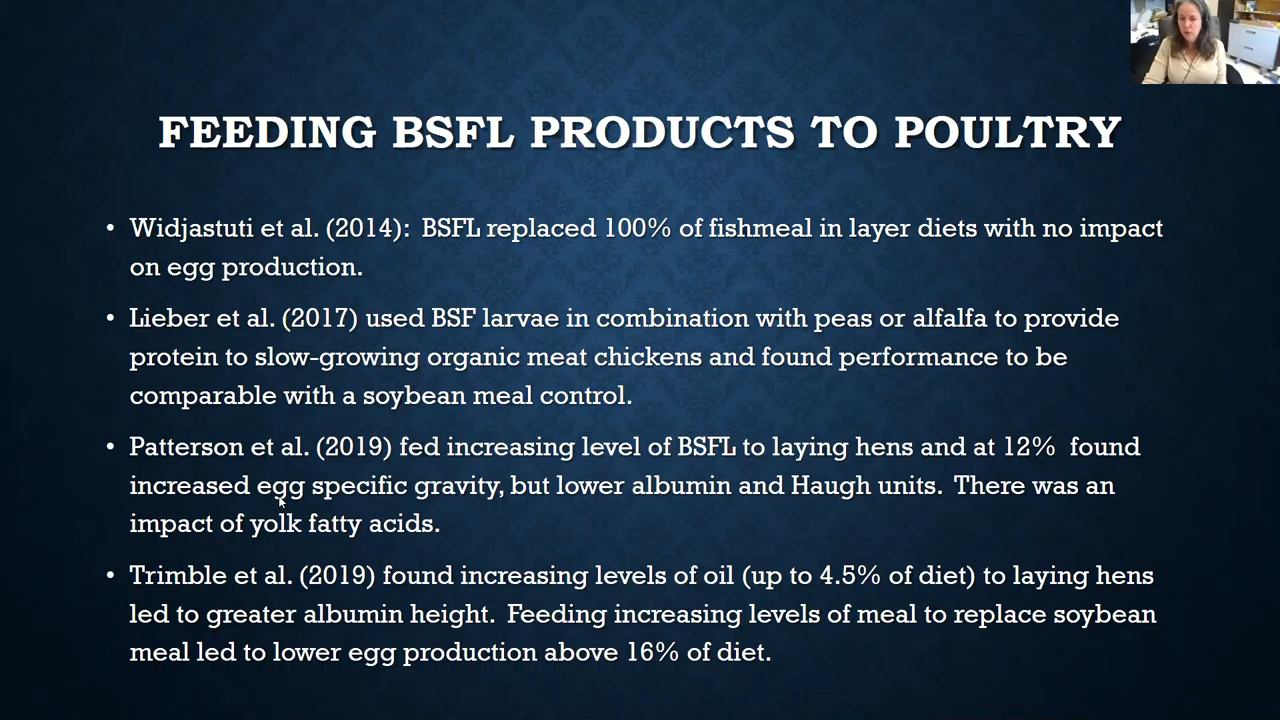 FEEDING BSFL PRODUCTS TO POULTRY
• Widjastuti et al. (2014):  BSFL replaced 100% of fishmeal in layer diets with no impact
on egg production.
• Lieber et al. (2017) used BSF larvae in combination with peas or alfalfa to provide
protein to slow-growing organic meat chickens and found performance to be
comparable with a soybean meal control.
• Patterson et al. (2019) fed increasing level of BSFL to laying hens and at 12%  found
increased egg specific gravity, but lower albumin and Haugh units.  There was an
impact of yolk fatty acids.
• Trimble et al. (2019) found increasing levels of oil (up to 4.5% of diet) to laying hens
led to greater albumin height.  Feeding increasing levels of meal to replace soybean
meal led to lower egg production above 16% of diet.